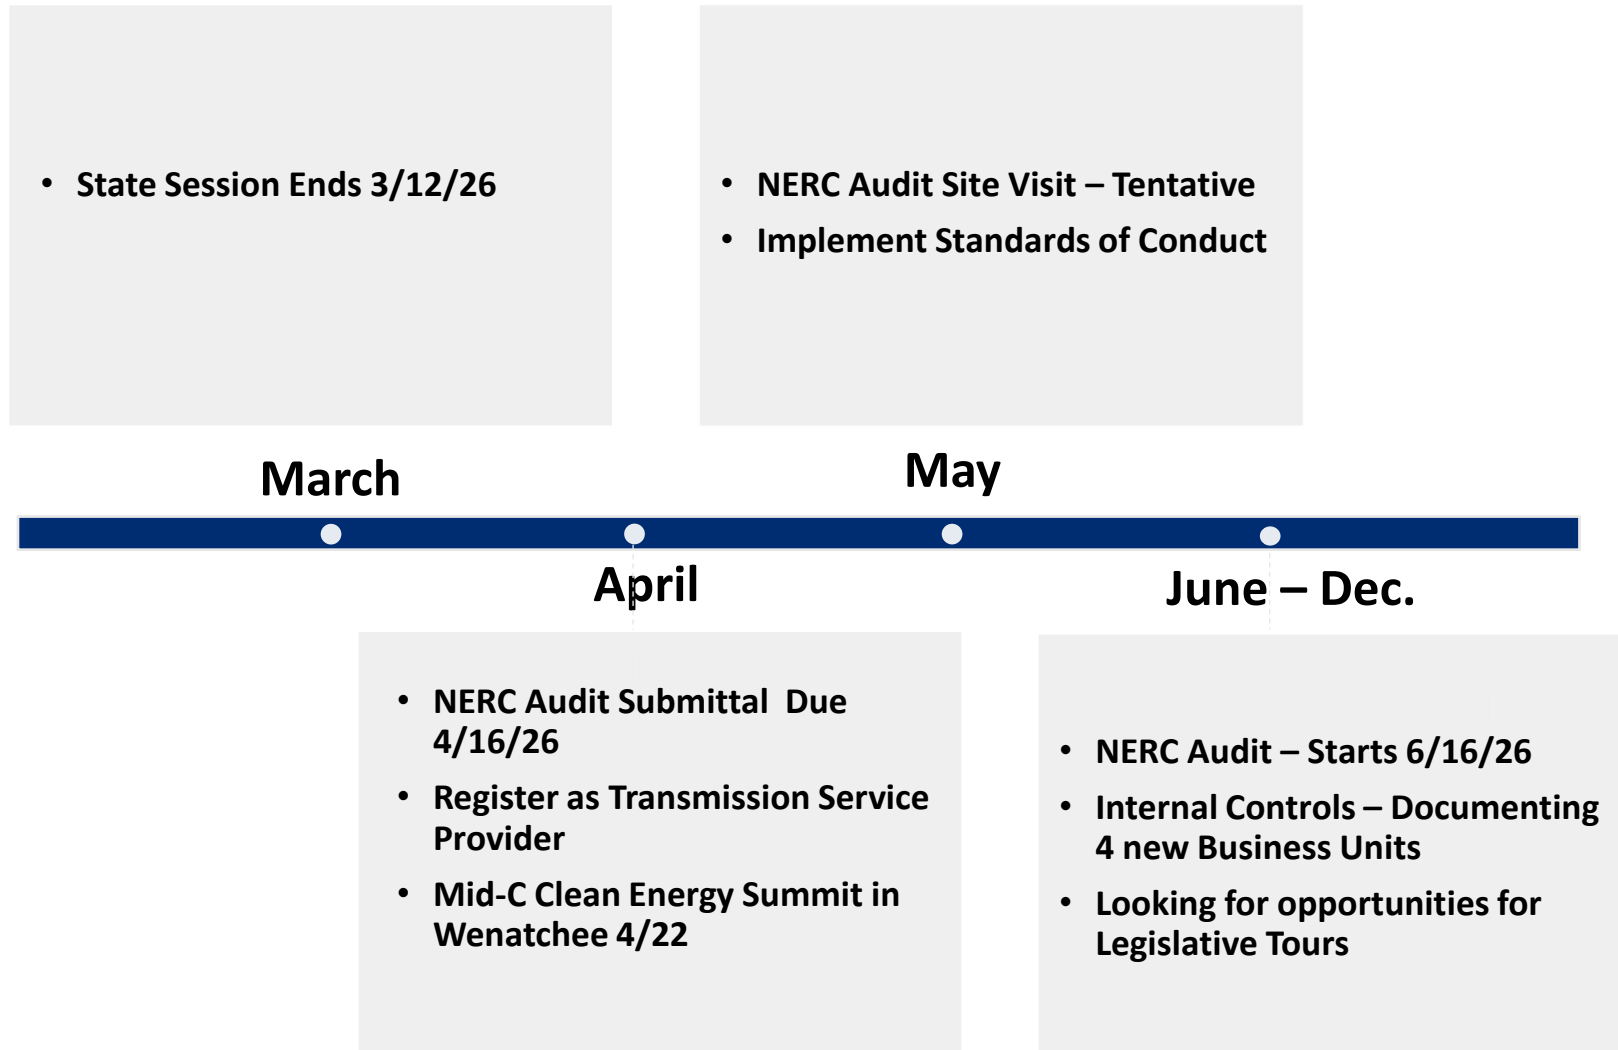 • State Session Ends 3/12/26
• NERC Audit Site Visit – Tentative
• Implement Standards of Conduct
March
May
April
June – Dec.
• NERC Audit Submittal  Due
4/16/26
• Register as Transmission Service
Provider
• Mid-C Clean Energy Summit in
Wenatchee 4/22
• NERC Audit – Starts 6/16/26
• Internal Controls – Documenting
4 new Business Units
• Looking for opportunities for
Legislative Tours